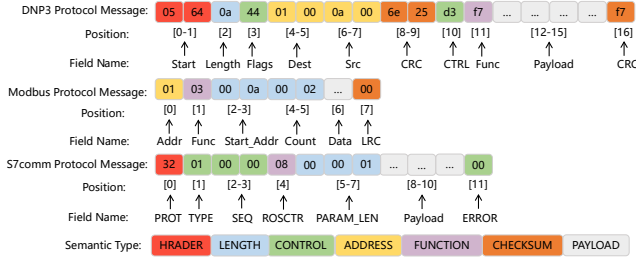 DNP3 Protocol Message: 05 64 0a 44 01 00 0a 00 6e 25 d3 f7 ... ... ... ... f7
Position: [0-1] [2] [3] [4-5] [6-7] [8-9] [10] [11] [12-15] [16]
Field Name: Start Length Flags Dest Src CRC CTRL Func Payload CRC
Modbus Protocol Message: 01 03 00 0a 00 02 ... 00
Position: [0] [1] [2-3] [4-5] [6] [7]
Field Name: Addr Func Start_Addr Count Data LRC
S7comm Protocol Message: 32 01 00 00 08 00 00 01 ... ... ... 00
Position: [0] [1] [2-3] [4] [5-7] [8-10] [11]
Field Name: PROT TYPE SEQ ROSCTR PARAM_LEN Payload ERROR
Semantic Type: HRADER LENGTH CONTROL ADDRESS FUNCTION CHECKSUM PAYLOAD